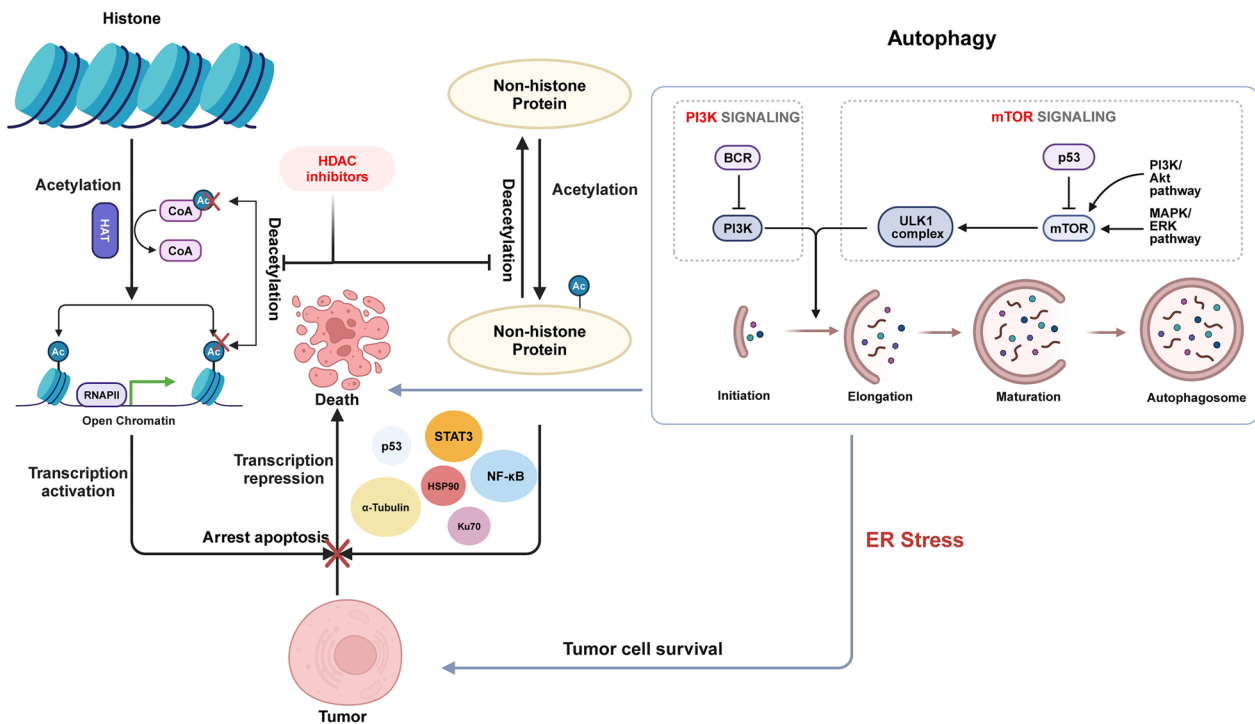 Histone
Acetylation
HAT
CoA
Ac
CoA
Deacetylation
Ac
Ac
RNAPII
Open Chromatin
Transcription
activation
HDAC
inhibitors
Non-histone
Protein
Deacetylation
Acetylation
Ac
Non-histone
Protein
Death
Transcription
repression
p53
STAT3
HSP90
NF-κB
α-Tubulin
Ku70
Arrest apoptosis
Tumor
Autophagy
PI3K SIGNALING
BCR
PI3K
mTOR SIGNALING
p53
PI3K/
Akt
pathway
ULK1
complex
mTOR
MAPK/
ERK
pathway
Initiation
Elongation
Maturation
Autophagosome
ER Stress
Tumor cell survival